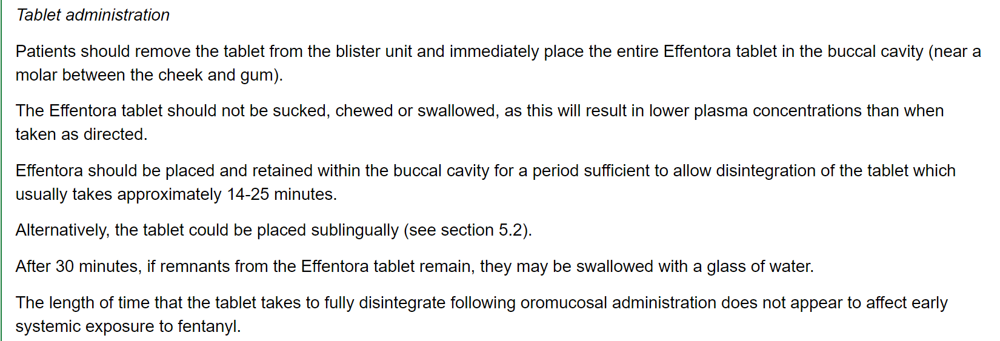 Tablet administration
Patients should remove the tablet from the blister unit and immediately place the entire Effentora tablet in the buccal cavity (near a
molar between the cheek and gum).
The Effentora tablet should not be sucked, chewed or swallowed, as this will result in lower plasma concentrations than when
taken as directed.
Effentora should be placed and retained within the buccal cavity for a period sufficient to allow disintegration of the tablet which
usually takes approximately 14-25 minutes.
Alternatively, the tablet could be placed sublingually (see section 5.2).
After 30 minutes, if remnants from the Effentora tablet remain, they may be swallowed with a glass of water.
The length of time that the tablet takes to fully disintegrate following oromucosal administration does not appear to affect early
systemic exposure to fentanyl.